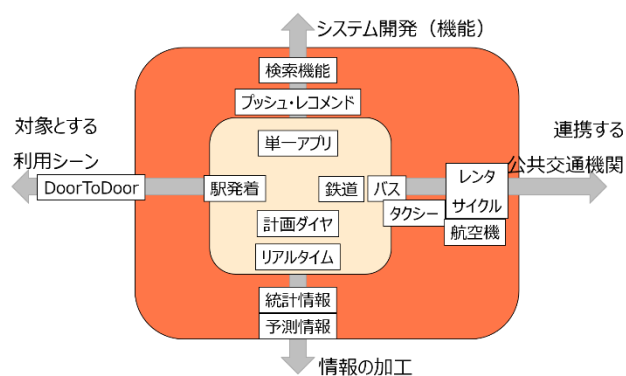 システム開発（機能）
検索機能
プッシュ・レコメンド
対象とする
利用シーン
連携する
公共交通機関
単一アプリ
DoorToDoor
駅発着
鉄道
バス
レンタ
サイクル
タクシー
航空機
計画ダイヤ
リアルタイム
統計情報
予測情報
情報の加工